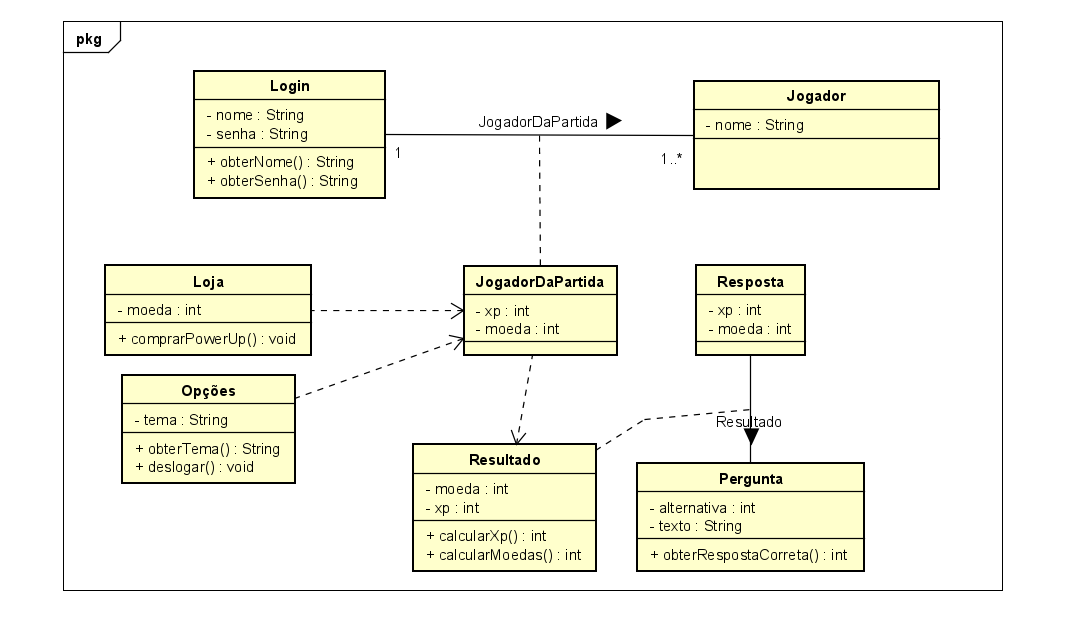 pkg
Login
- nome : String
- senha : String
+ obterNome() : String
+ obterSenha() : String
JogadorDaPartida
1
1..*
Jogador
- nome : String
Loja
- moeda : int
+ comprarPowerUp() : void
JogadorDaPartida
- xp : int
- moeda : int
Resposta
- xp : int
- moeda : int
Opções
- tema : String
+ obterTema() : String
+ deslogar() : void
Resultado
Resultado
- moeda : int
- xp : int
+ calcularXp() : int
+ calcularMoedas() : int
Pergunta
- alternativa : int
- texto : String
+ obterRespostaCorreta() : int